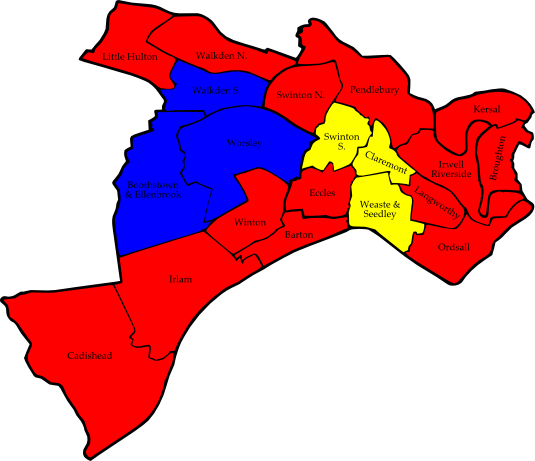 Little Hulton
Walkden N.
Walkden S.
Swinton N.
Pendlebury
Kersal
Broughton
Swinton
S.
Claremont
Irwell
Riverside
Worsley
Boothstown
& Ellenbrook
Eccles
Langworthy
Weaste &
Seedley
Winton
Barton
Ordsall
Irlam
Cadishead